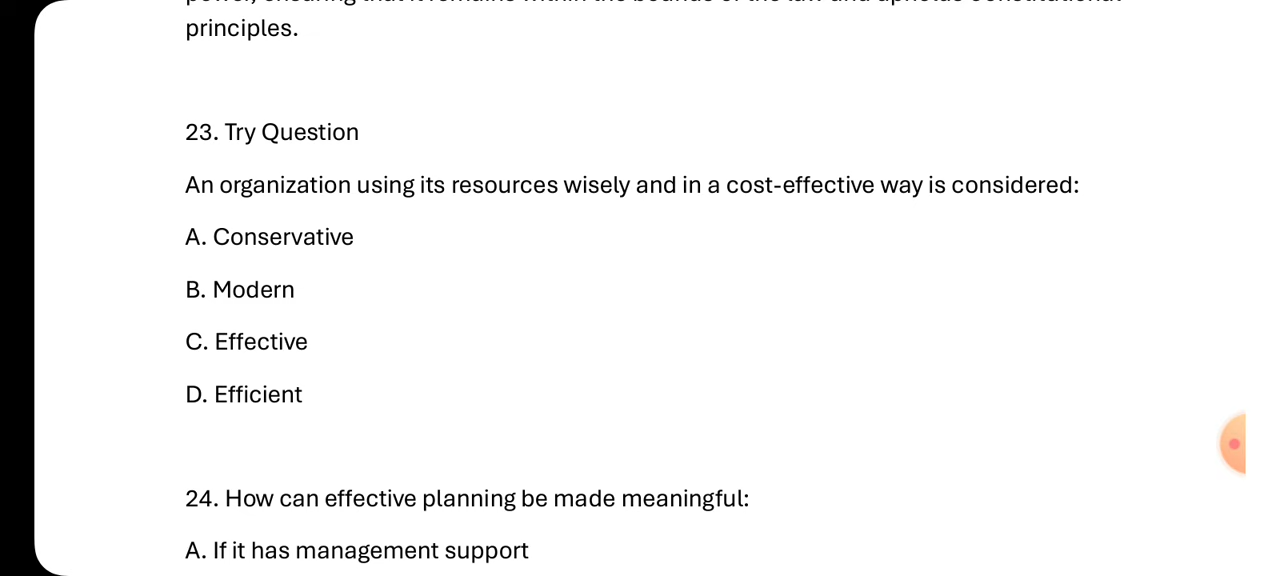 principles.
23. Try Question
An organization using its resources wisely and in a cost-effective way is considered:
A. Conservative
B. Modern
C. Effective
D. Efficient
24. How can effective planning be made meaningful:
A. If it has management support